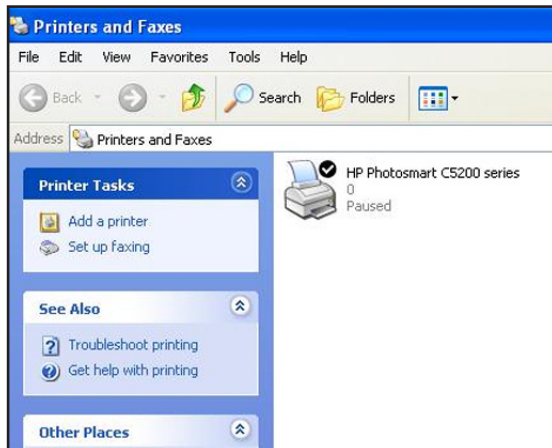 Printers and Faxes
File Edit View Favorites Tools Help
Back Search Folders
Address Printers and Faxes
Printer Tasks
Add a printer
Set up faxing
See Also
Troubleshoot printing
Get help with printing
Other Places
HP Photosmart C5200 series
0
Paused